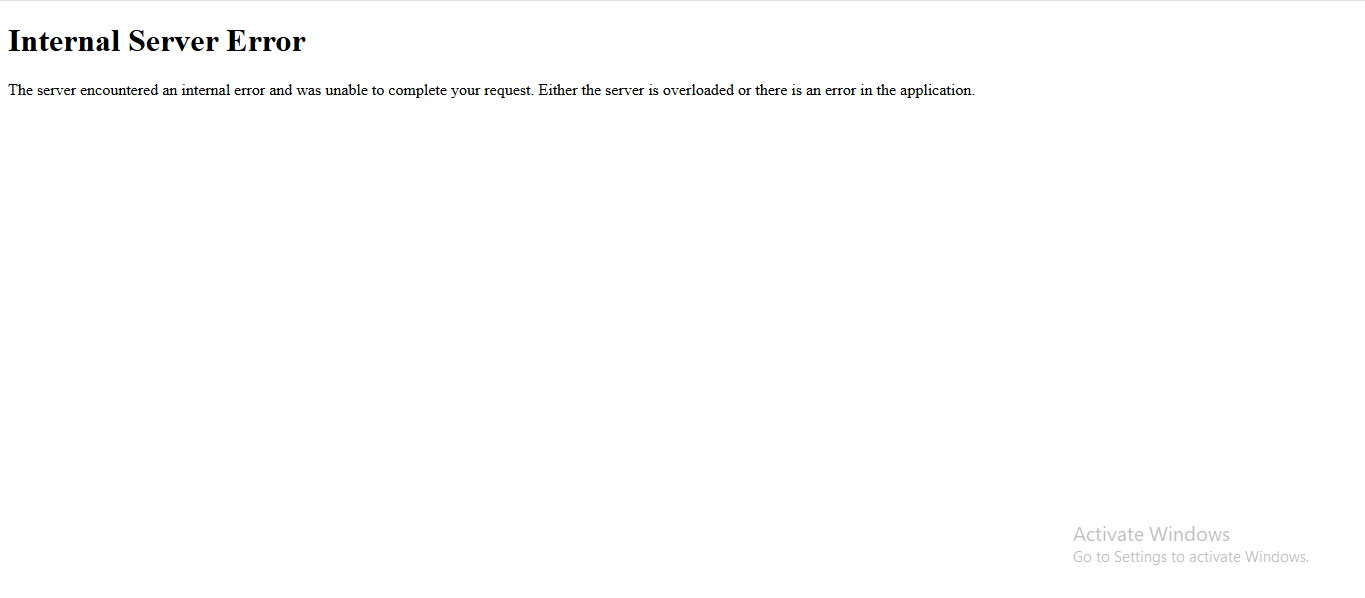 Internal Server Error
The server encountered an internal error and was unable to complete your request. Either the server is overloaded or there is an error in the application.
Activate Windows
Go to Settings to activate Windows.